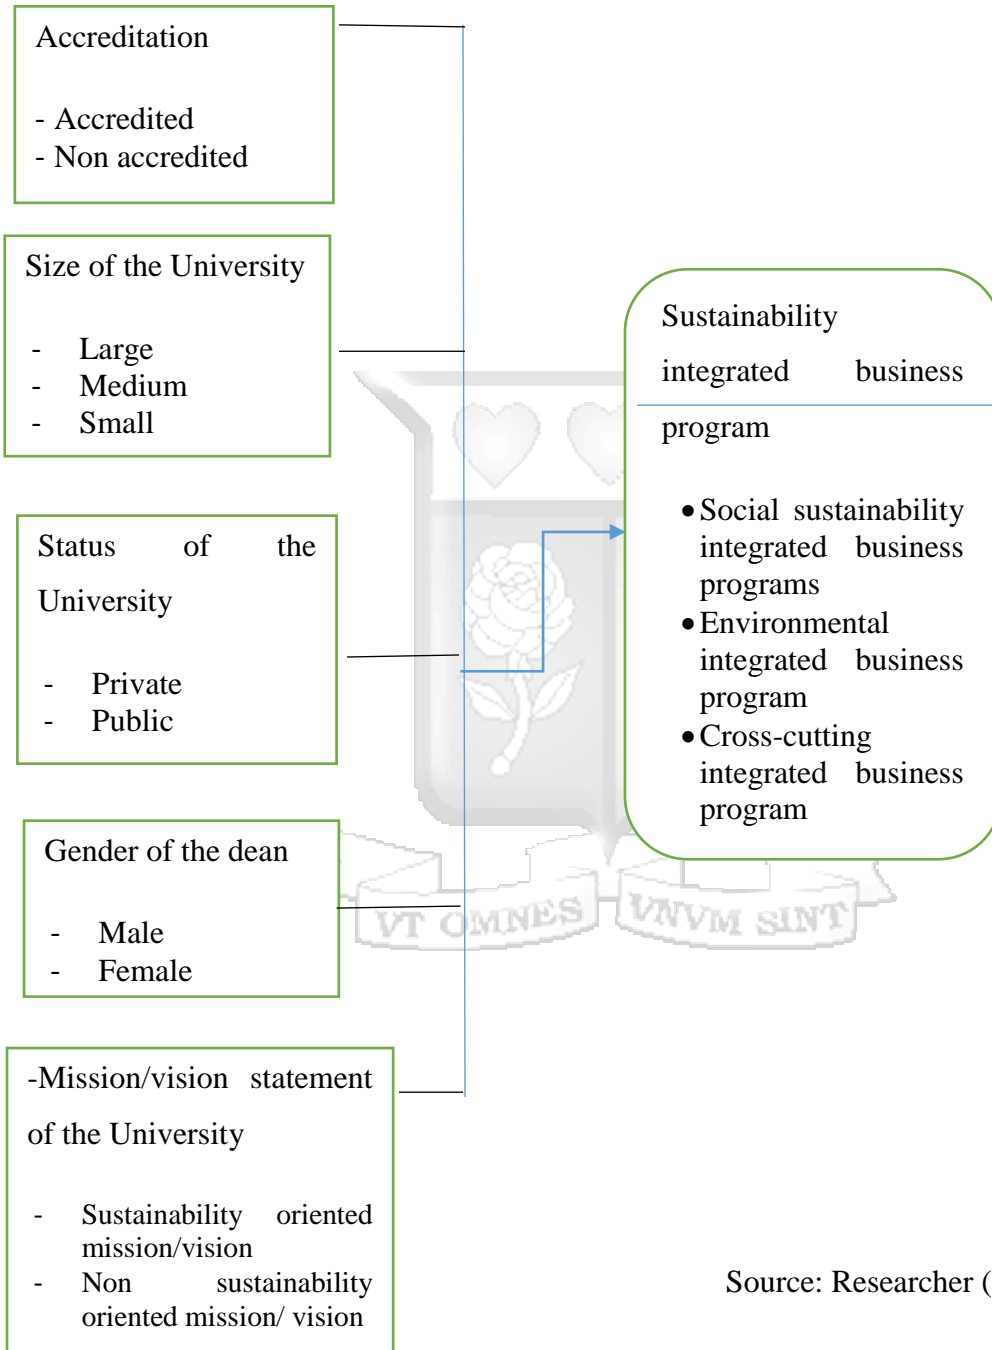 Accreditation
- Accredited
- Non accredited
Size of the University
- Large
- Medium
- Small
Status of the
University
- Private
- Public
Gender of the dean
- Male
- Female
-Mission/vision statement
of the University
- Sustainability oriented
mission/vision
- Non sustainability
oriented mission/ vision
Sustainability
integrated business
program
•Social sustainability
integrated business
programs
•Environmental
integrated business
program
•Cross-cutting
integrated business
program
VT OMNES VNVM SINT
Source: Researcher (